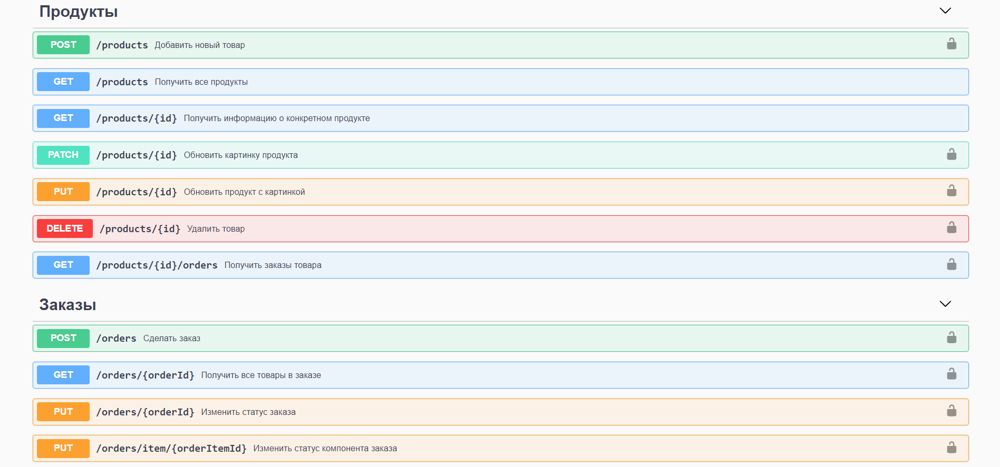 Продукты
POST /products Добавить новый товар
GET /products Получить все продукты
GET /products/{id} Получить информацию о конкретном продукте
PATCH /products/{id} Обновить картинку продукта
PUT /products/{id} Обновить продукт с картинкой
DELETE /products/{id} Удалить товар
GET /products/{id}/orders Получить заказы товара
Заказы
POST /orders Сделать заказ
GET /orders/{orderId} Получить все товары в заказе
PUT /orders/{orderId} Изменить статус заказа
PUT /orders/item/{orderItemId} Изменить статус компонента заказа